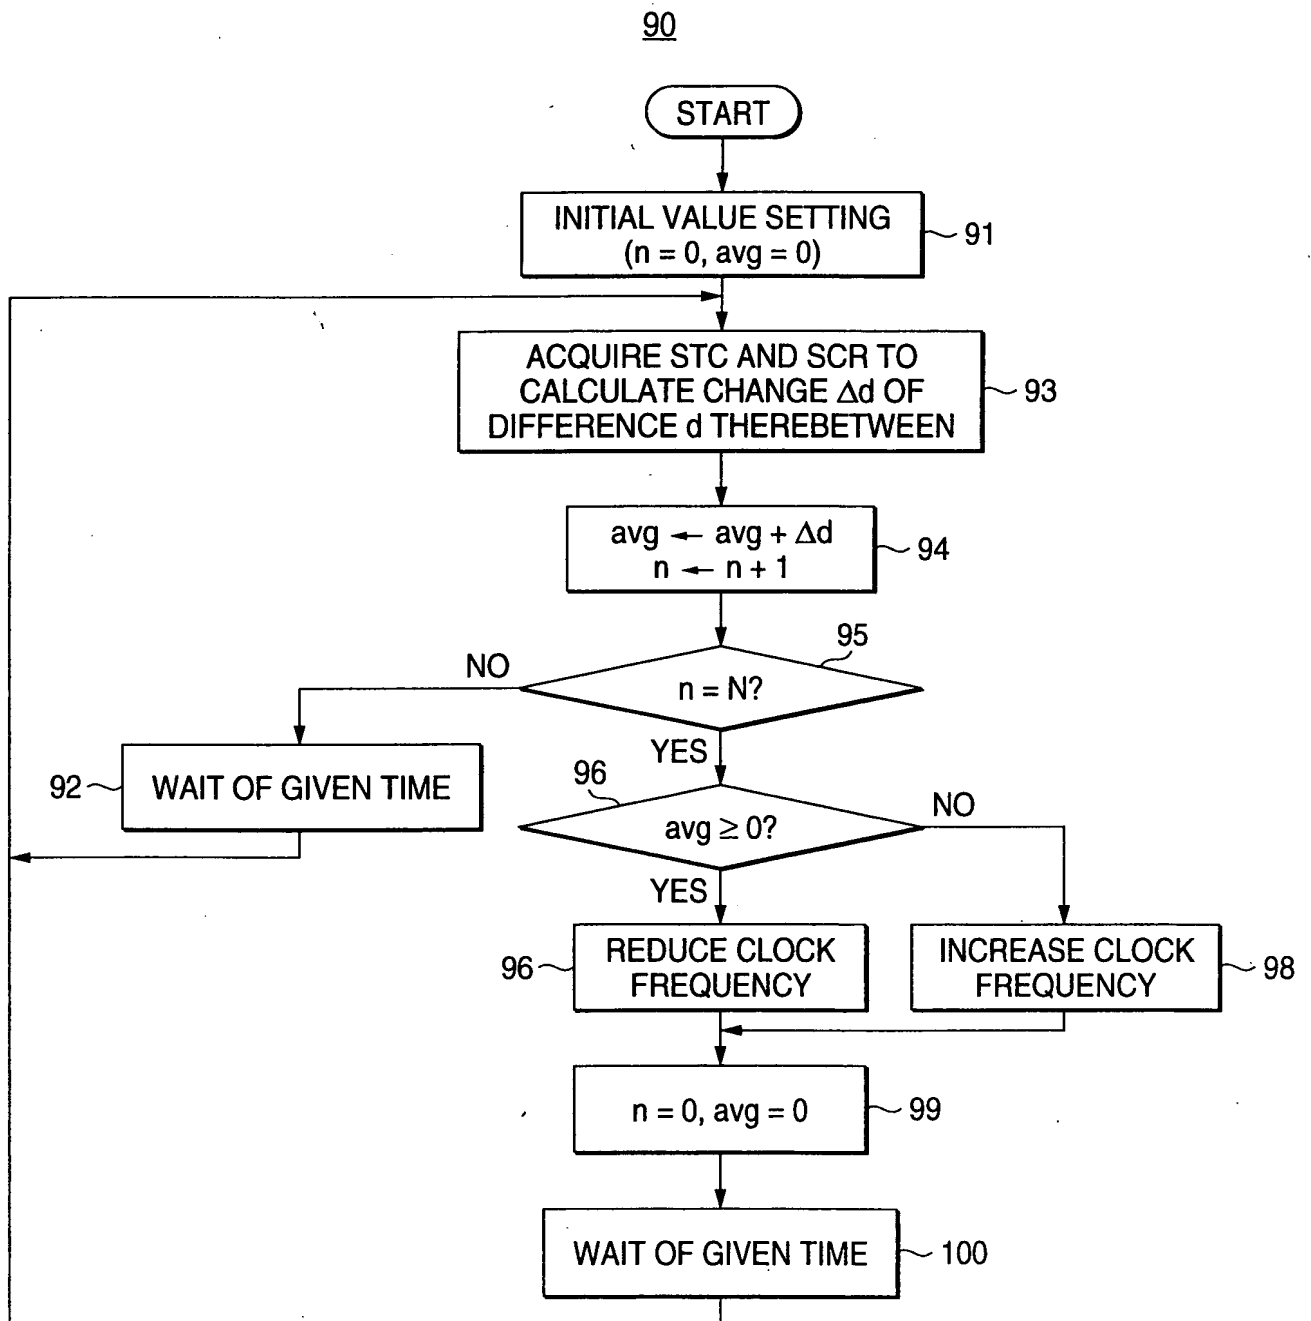 90
START
INITIAL VALUE SETTING
(n = 0, avg = 0)
91
ACQUIRE STC AND SCR TO
CALCULATE CHANGE Δd OF
DIFFERENCE d THEREBETWEEN
93
avg ← avg + Δd
n ← n + 1
94
95
NO
n = N?
YES
92
WAIT OF GIVEN TIME
96
NO
avg ≥ 0?
YES
96
REDUCE CLOCK
FREQUENCY
INCREASE CLOCK
FREQUENCY
98
n = 0, avg = 0
99
WAIT OF GIVEN TIME
100